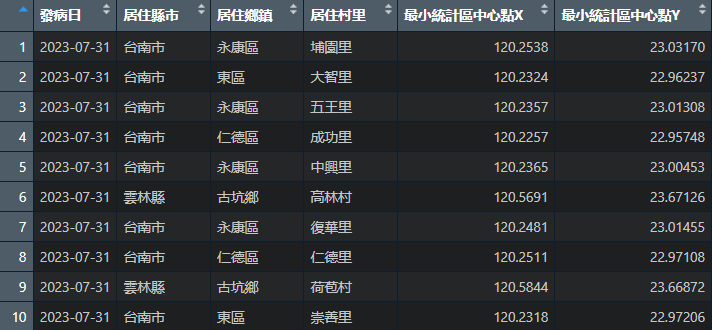 發病日 居住縣市 居住鄉鎮 居住村里 最小統計區中心點X 最小統計區中心點Y
1 2023-07-31 台南市 永康區 埔園里 120.2538 23.03170
2 2023-07-31 台南市 東區 大智里 120.2324 22.96237
3 2023-07-31 台南市 永康區 五王里 120.2357 23.01308
4 2023-07-31 台南市 仁德區 成功里 120.2257 22.95748
5 2023-07-31 台南市 永康區 中興里 120.2365 23.00453
6 2023-07-31 雲林縣 古坑鄉 高林村 120.5691 23.67126
7 2023-07-31 台南市 永康區 復華里 120.2481 23.01455
8 2023-07-31 台南市 仁德區 仁德里 120.2511 22.97108
9 2023-07-31 雲林縣 古坑鄉 荷苞村 120.5844 23.66872
10 2023-07-31 台南市 東區 崇善里 120.2318 22.97206